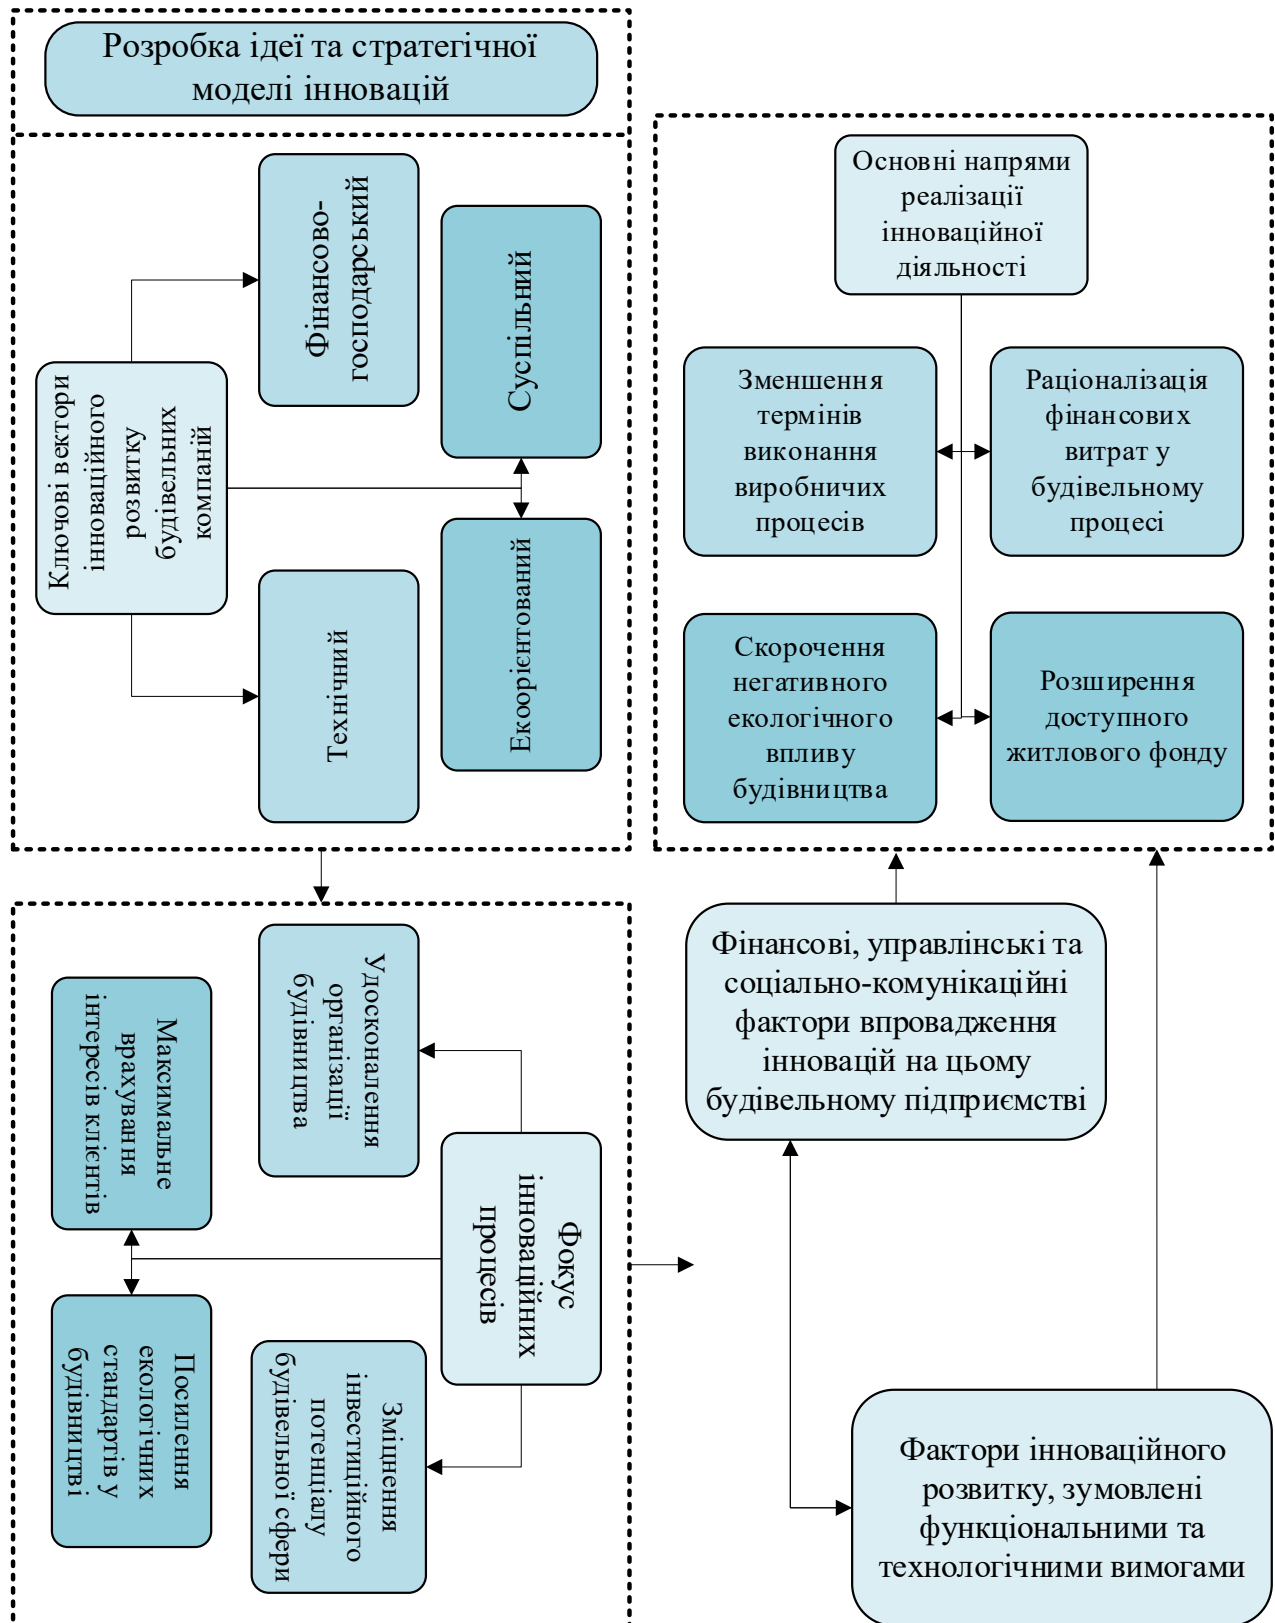 Розробка ідеї та стратегічної
моделі інновацій
Ключові вектори
інноваційного
розвитку
будівельних
компаній
Фінансово-
господарський
Суспільний
Технічний
Екоорієнтований
Основні напрями
реалізації
інноваційної
діяльності
Зменшення
термінів
виконання
виробничих
процесів
Раціоналізація
фінансових
витрат у
будівельному
процесі
Скорочення
негативного
екологічного
впливу
будівництва
Розширення
доступного
житлового фонду
Удосконалення
організації
будівництва
Максимальне
врахування
інтересів клієнтів
Фокус
інноваційних
процесів
Посилення
екологічних
стандартів у
будівництві
Зміцнення
інвестиційного
потенціалу
будівельної сфери
Фінансові, управлінські та
соціально-комунікаційні
фактори впровадження
інновацій на цьому
будівельному підприємстві
Фактори інноваційного
розвитку, зумовлені
функціональними та
технологічними вимогами